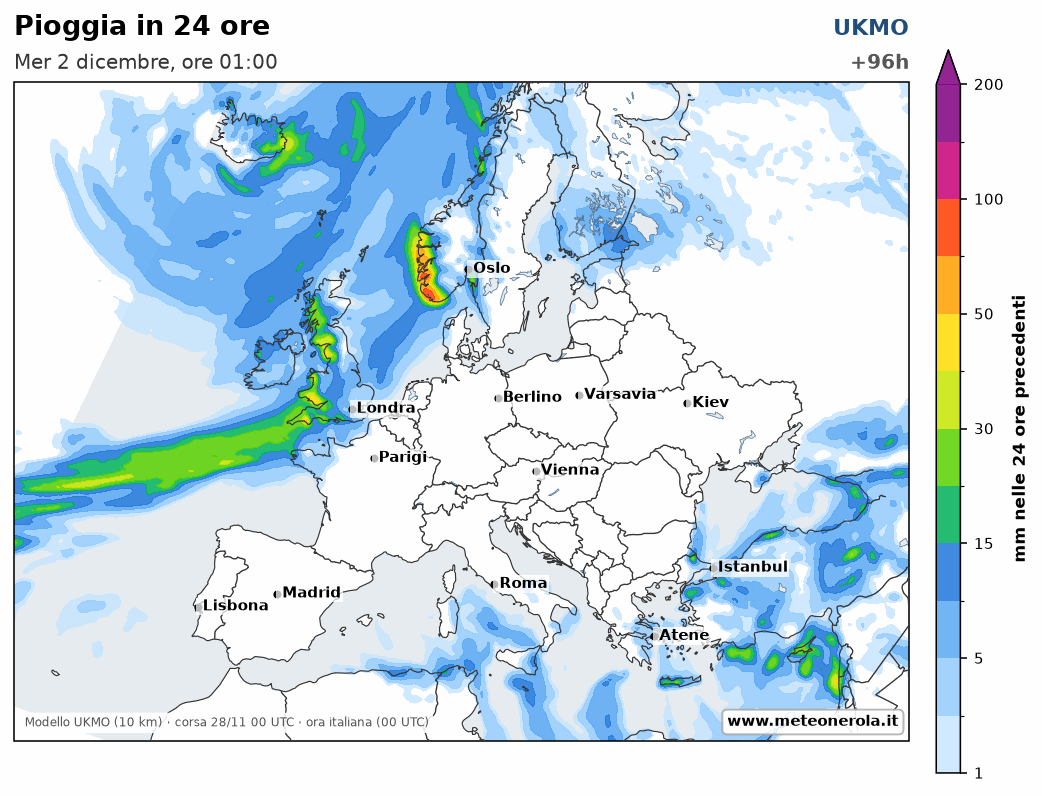 Pioggia in 24 ore
UKMO
Mer 2 dicembre, ore 01:00
+96h
200
100
50
30
15
5
1
mm nelle 24 ore precedenti
Oslo
Londra
Berlino
Varsavia
Kiev
Parigi
Vienna
Istanbul
Roma
Madrid
Lisbona
Atene
Modello UKMO (10 km) · corsa 28/11 00 UTC · ora italiana (00 UTC)
www.meteonerola.it